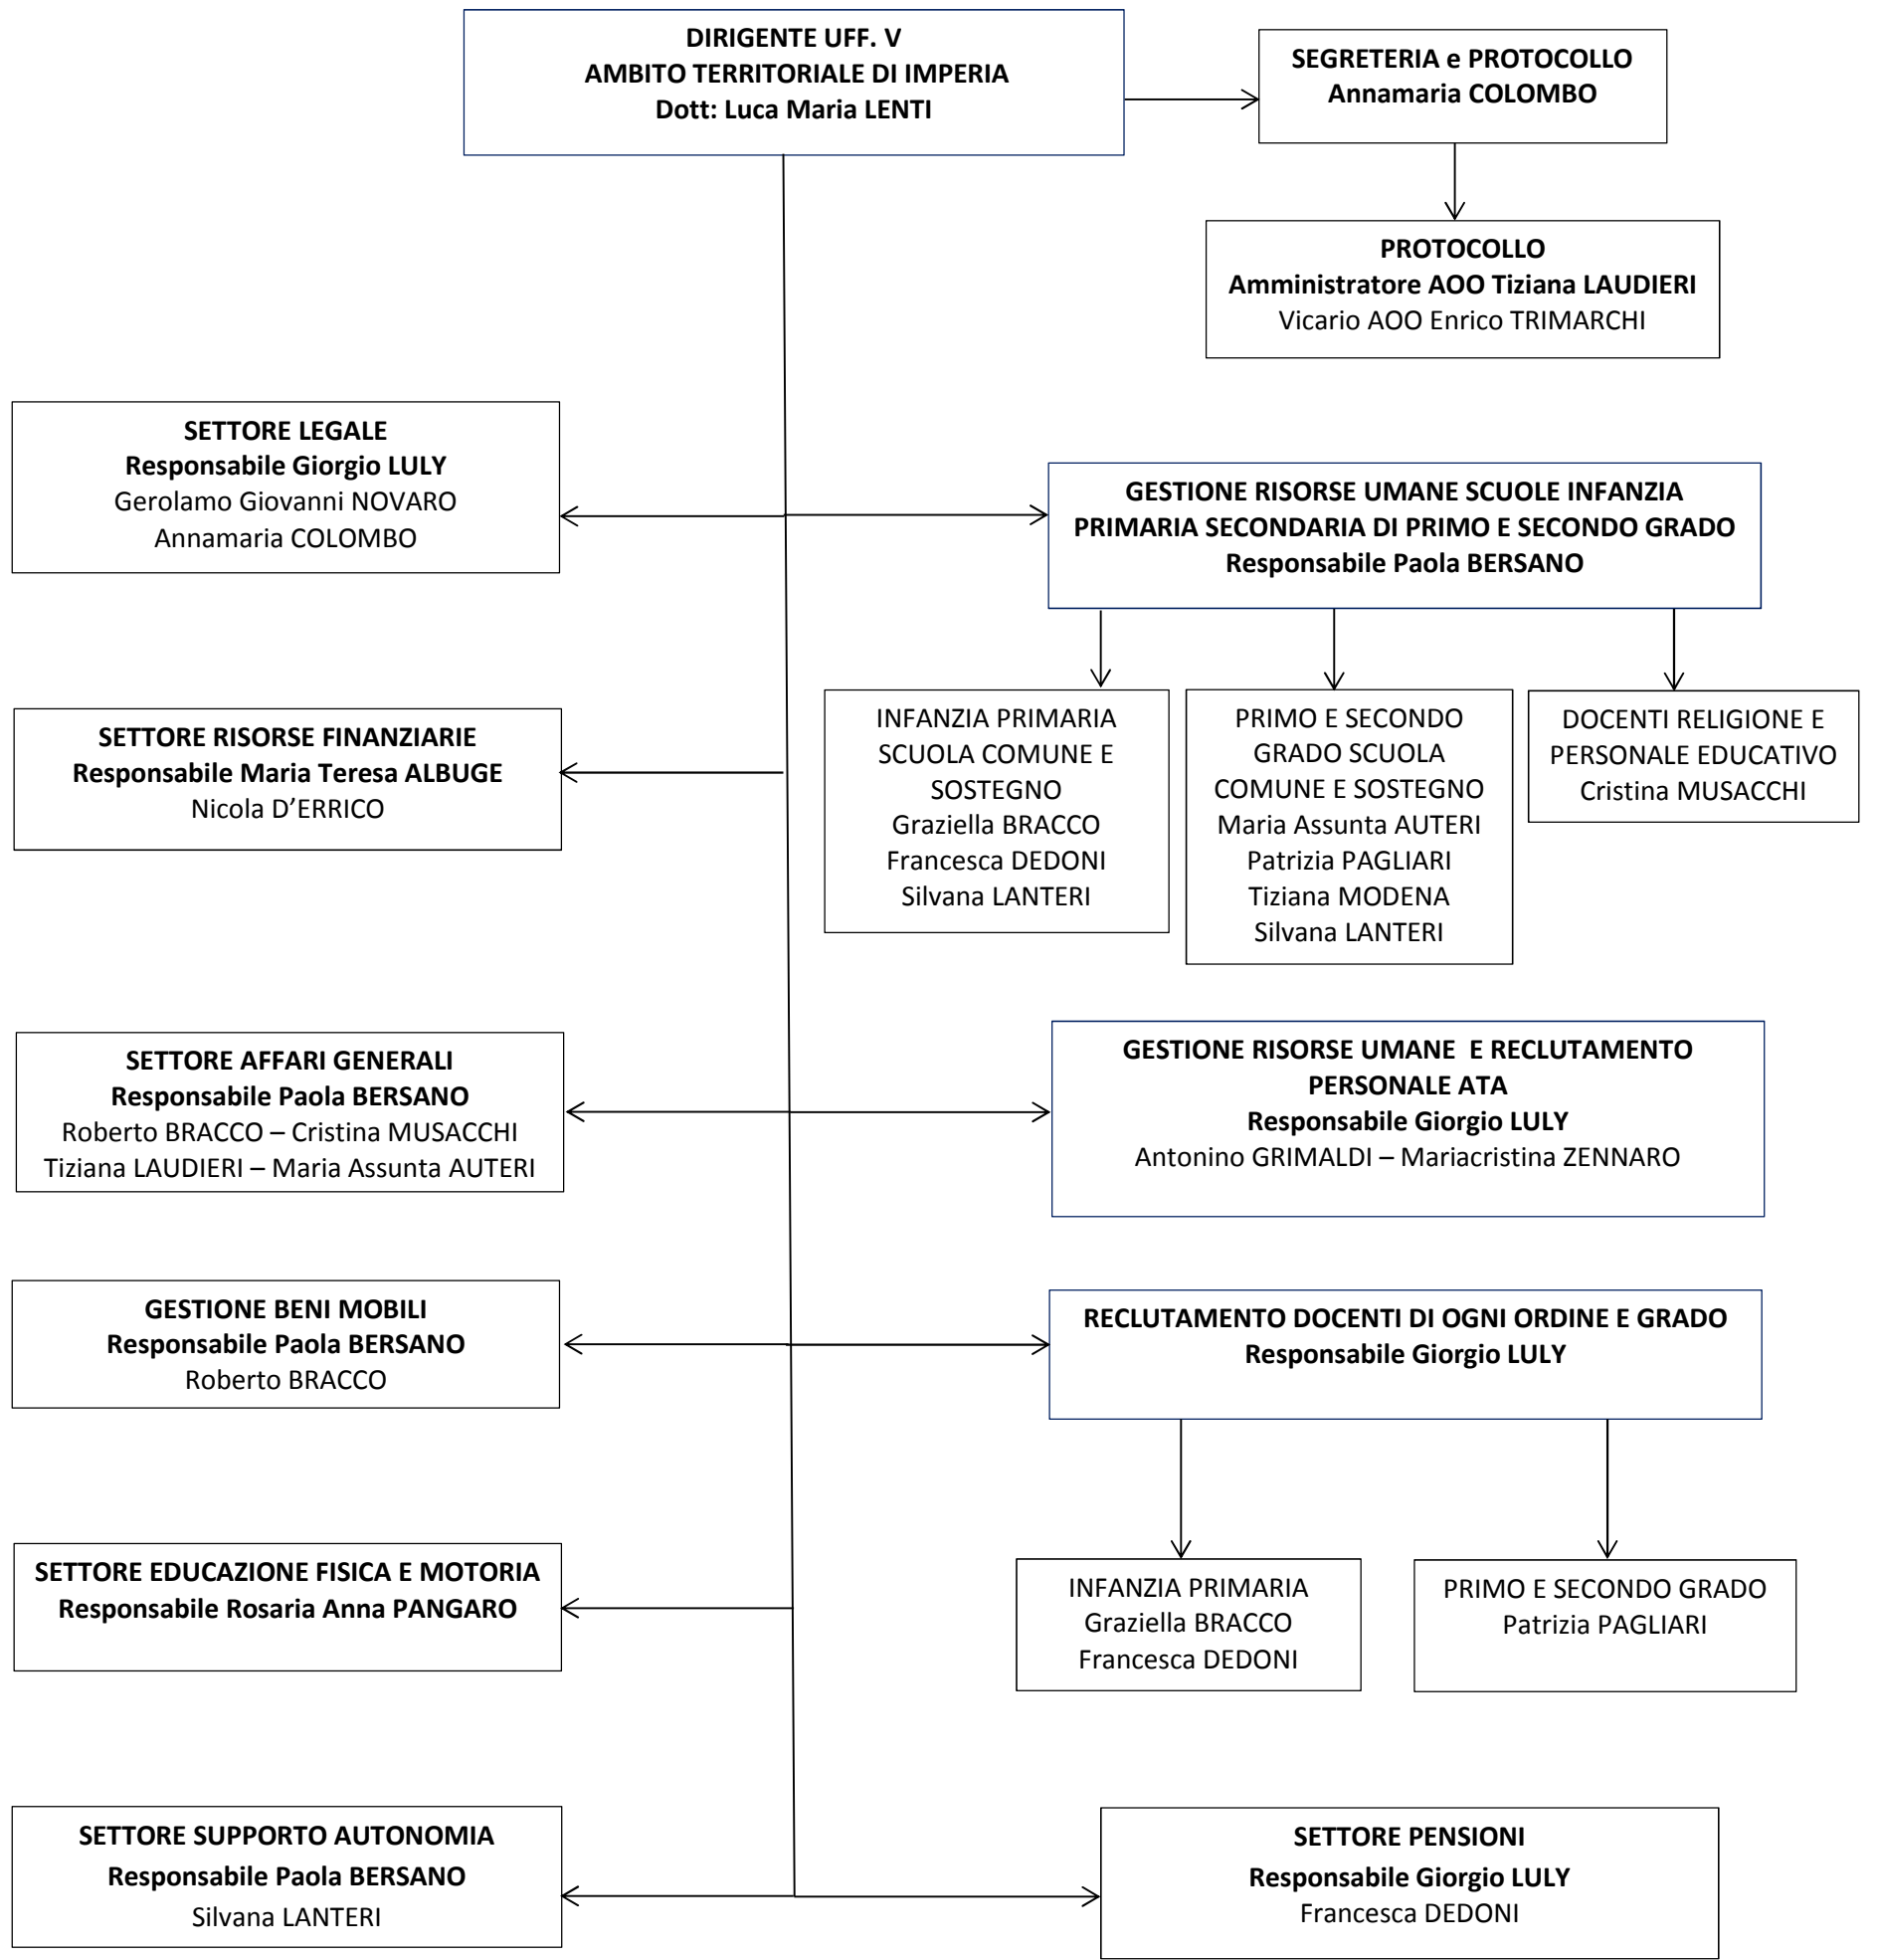 DIRIGENTE UFF. V
AMBITO TERRITORIALE DI IMPERIA
Dott: Luca Maria LENTI
SEGRETERIA e PROTOCOLLO
Annamaria COLOMBO
PROTOCOLLO
Amministratore AOO Tiziana LAUDIERI
Vicario AOO Enrico TRIMARCHI
SETTORE LEGALE
Responsabile Giorgio LULY
Gerolamo Giovanni NOVARO
Annamaria COLOMBO
GESTIONE RISORSE UMANE SCUOLE INFANZIA
PRIMARIA SECONDARIA DI PRIMO E SECONDO GRADO
Responsabile Paola BERSANO
SETTORE RISORSE FINANZIARIE
Responsabile Maria Teresa ALBUGE
Nicola D’ERRICO
INFANZIA PRIMARIA
SCUOLA COMUNE E
SOSTEGNO
Graziella BRACCO
Francesca DEDONI
Silvana LANTERI
PRIMO E SECONDO
GRADO SCUOLA
COMUNE E SOSTEGNO
Maria Assunta AUTERI
Patrizia PAGLIARI
Tiziana MODENA
Silvana LANTERI
DOCENTI RELIGIONE E
PERSONALE EDUCATIVO
Cristina MUSACCHI
SETTORE AFFARI GENERALI
Responsabile Paola BERSANO
Roberto BRACCO – Cristina MUSACCHI
Tiziana LAUDIERI – Maria Assunta AUTERI
GESTIONE RISORSE UMANE E RECLUTAMENTO
PERSONALE ATA
Responsabile Giorgio LULY
Antonino GRIMALDI – Mariacristina ZENNARO
GESTIONE BENI MOBILI
Responsabile Paola BERSANO
Roberto BRACCO
RECLUTAMENTO DOCENTI DI OGNI ORDINE E GRADO
Responsabile Giorgio LULY
SETTORE EDUCAZIONE FISICA E MOTORIA
Responsabile Rosaria Anna PANGARO
INFANZIA PRIMARIA
Graziella BRACCO
Francesca DEDONI
PRIMO E SECONDO GRADO
Patrizia PAGLIARI
SETTORE SUPPORTO AUTONOMIA
Responsabile Paola BERSANO
Silvana LANTERI
SETTORE PENSIONI
Responsabile Giorgio LULY
Francesca DEDONI